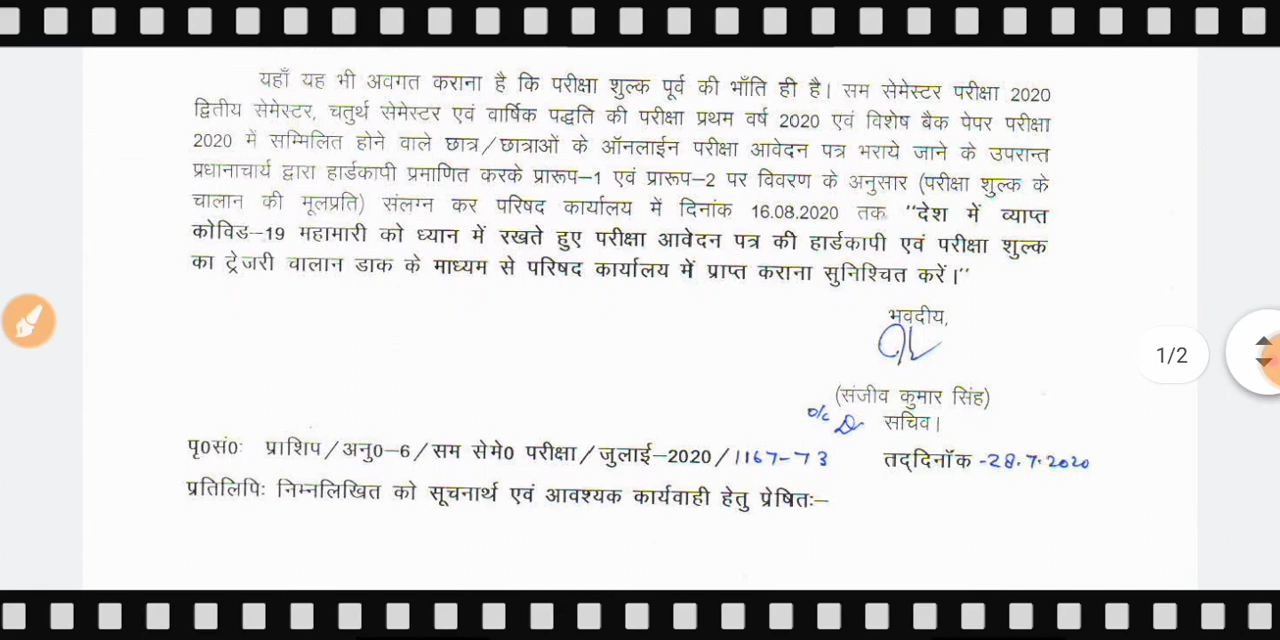 यहाँ यह भी अवगत कराना है कि परीक्षा शुल्क पूर्व की भाँति ही है। सम सेमेस्टर परीक्षा 2020
द्वितीय सेमेस्टर, चतुर्थ सेमेस्टर एवं वार्षिक पद्धति की परीक्षा प्रथम वर्ष 2020 एवं विशेष बैक पेपर परीक्षा
2020 में सम्मिलित होने वाले छात्र/छात्राओं के ऑनलाईन परीक्षा आवेदन पत्र भराये जाने के उपरान्त
प्रधानाचार्य द्वारा हार्डकापी प्रमाणित करके प्रारूप-1 एवं प्रारूप-2 पर विवरण के अनुसार (परीक्षा शुल्क के
चालान की मूलप्रति) संलग्न कर परिषद कार्यालय में दिनांक 16.08.2020 तक "देश में व्याप्त
कोविड-19 महामारी को ध्यान में रखते हुए परीक्षा आवेदन पत्र की हार्डकापी एवं परीक्षा शुल्क
का ट्रेजरी चालान डाक के माध्यम से परिषद कार्यालय में प्राप्त कराना सुनिश्चित करें।"
भवदीय,
1/2
(संजीव कुमार सिंह)
o/c सचिव।
पृ0सं0: प्राशिप/अनु0-6/सम सेमे0 परीक्षा/जुलाई-2020/1167-73 तद्दिनॉक -28.7.2020
प्रतिलिपिः निम्नलिखित को सूचनार्थ एवं आवश्यक कार्यवाही हेतु प्रेषितः-